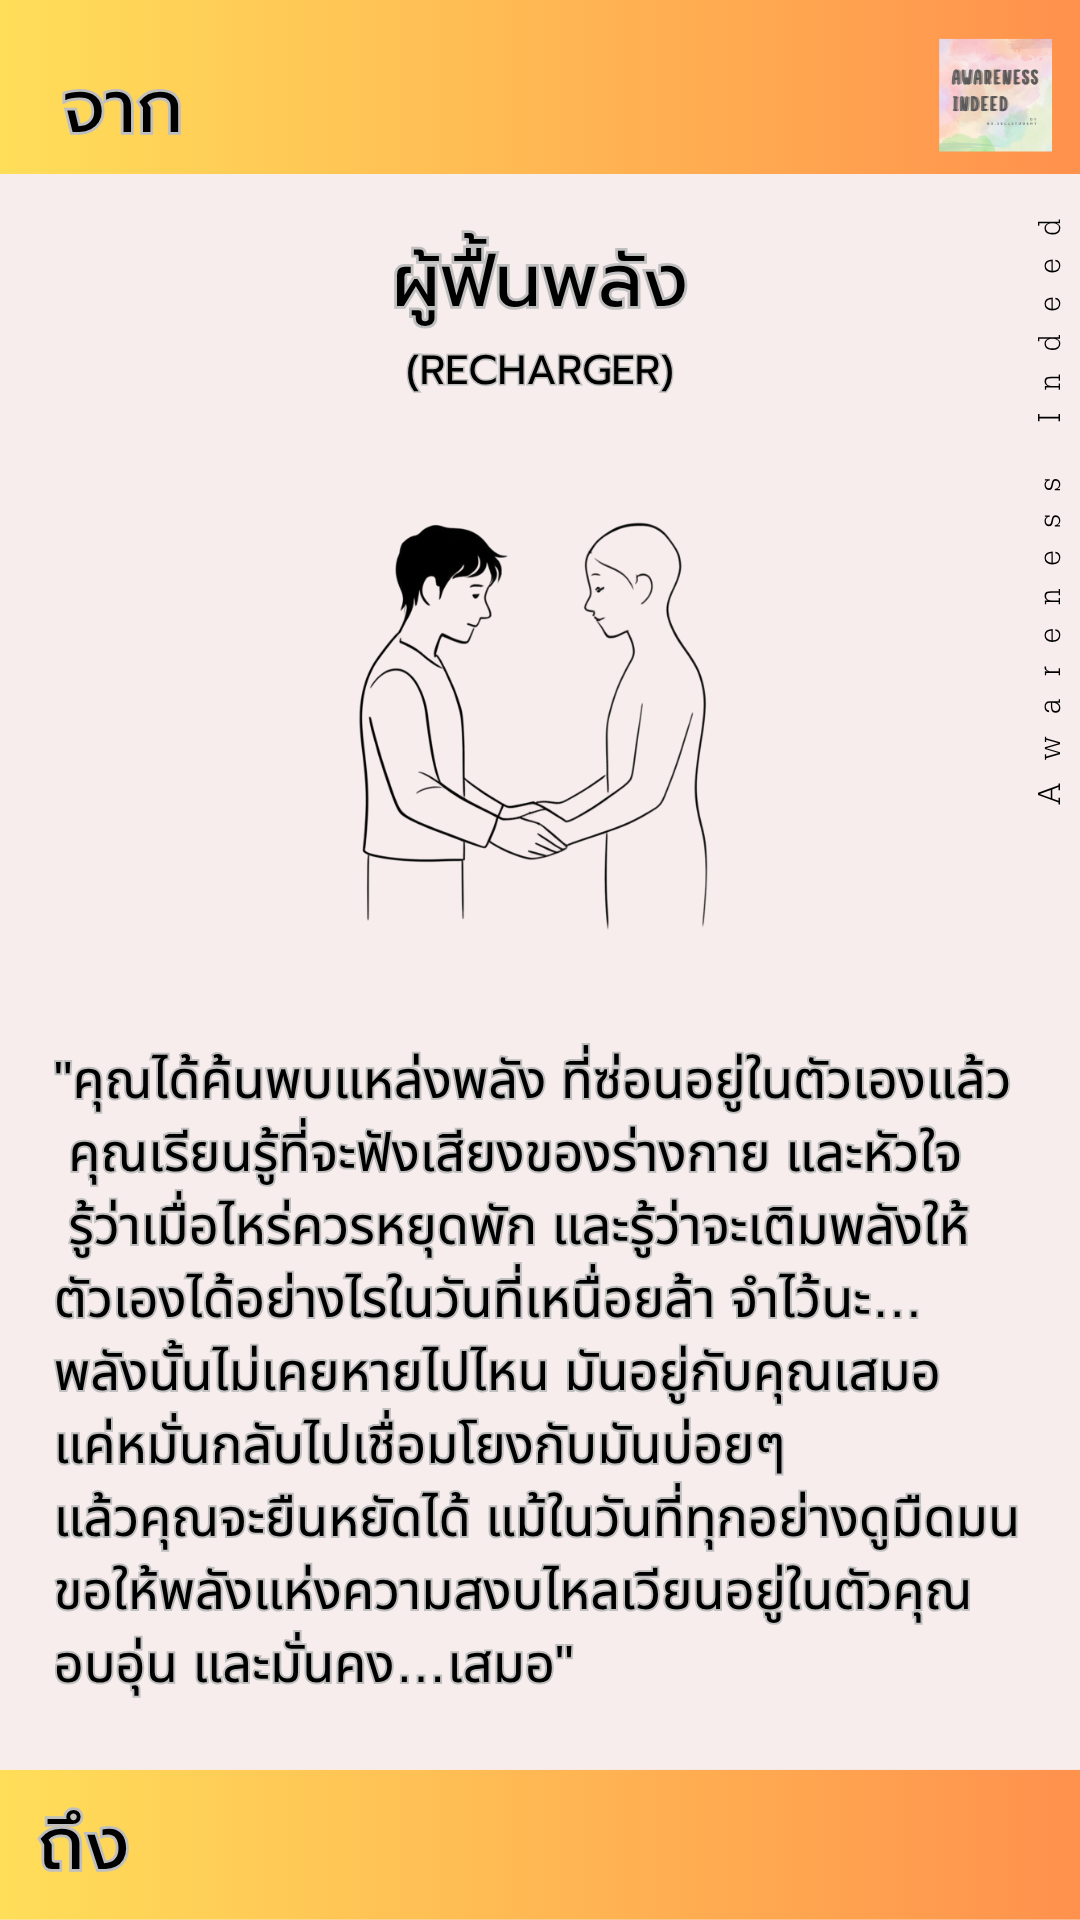 จาก
AWARENESS
INDEED
BY
Awareness Indeed
ผู้ฟื้นพลัง
(RECHARGER)
"คุณได้ค้นพบแหล่งพลัง ที่ซ่อนอยู่ในตัวเองแล้ว
คุณเรียนรู้ที่จะฟังเสียงของร่างกาย และหัวใจ
รู้ว่าเมื่อไหร่ควรหยุดพัก และรู้ว่าจะเติมพลังให้
ตัวเองได้อย่างไรในวันที่เหนื่อยล้า จำไว้นะ...
พลังนั้นไม่เคยหายไปไหน มันอยู่กับคุณเสมอ
แค่หมั่นกลับไปเชื่อมโยงกับมันบ่อยๆ
แล้วคุณจะยืนหยัดได้ แม้ในวันที่ทุกอย่างดูมืดมน
ขอให้พลังแห่งความสงบไหลเวียนอยู่ในตัวคุณ
อบอุ่น และมั่นคง...เสมอ"
ถึง